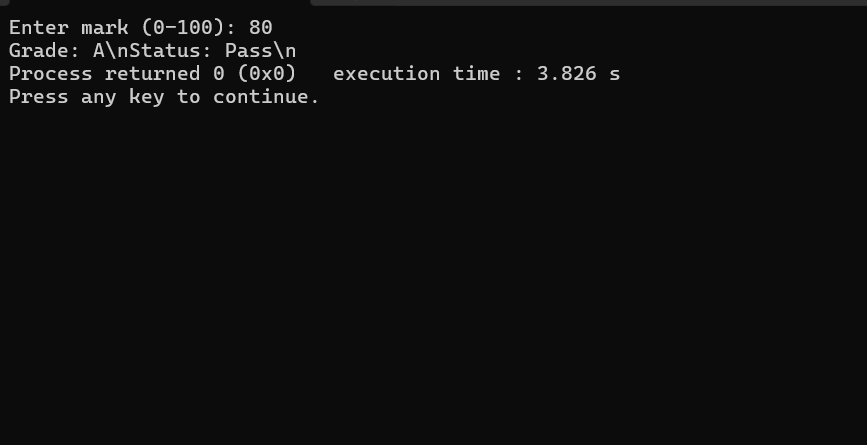 Enter mark (0-100): 80
Grade: A\nStatus: Pass\n
Process returned 0 (0x0)   execution time : 3.826 s
Press any key to continue.